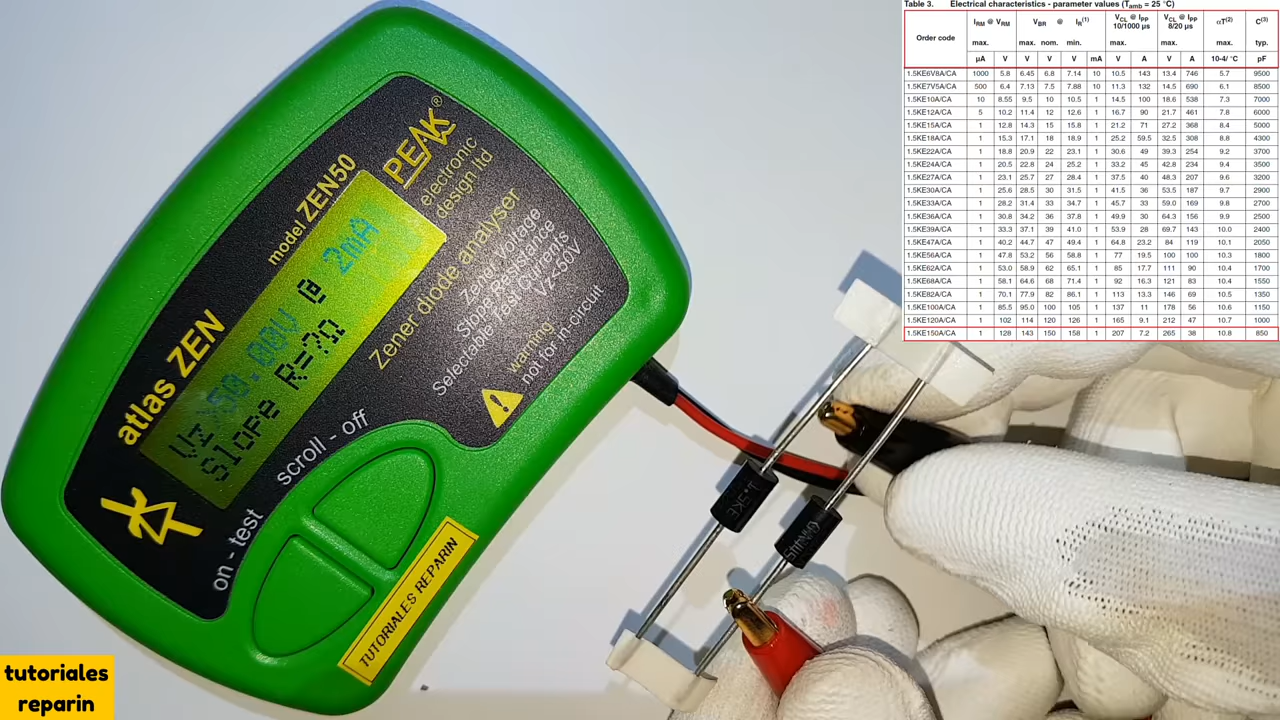 Table 3. Electrical characteristics - parameter values (Tamb = 25 °C)
Order code
IRM @ VRM
VBR @ IR(1)
VCL @ IPP
10/1000 µs
VCL @ IPP
8/20 µs
αT(2)
C(3)
max.
max. nom. min.
max.
max.
max.
typ.
µA V V V V mA V A V A 10-4/ °C pF
1.5KE6V8A/CA 1000 5.8 6.45 6.8 7.14 10 10.5 143 13.4 746 5.7 9500
1.5KE7V5A/CA 500 6.4 7.13 7.5 7.88 10 11.3 132 14.5 690 6.1 8500
1.5KE10A/CA 10 8.55 9.5 10 10.5 1 14.5 100 18.6 538 7.3 7000
1.5KE12A/CA 5 10.2 11.4 12 12.6 1 16.7 90 21.7 461 7.8 6000
1.5KE15A/CA 1 12.8 14.3 15 15.8 1 21.2 71 27.2 368 8.4 5000
1.5KE18A/CA 1 15.3 17.1 18 18.9 1 25.2 59.5 32.5 308 8.8 4300
1.5KE22A/CA 1 18.8 20.9 22 23.1 1 30.6 49 39.3 254 9.2 3700
1.5KE24A/CA 1 20.5 22.8 24 25.2 1 33.2 45 42.8 234 9.4 3500
1.5KE27A/CA 1 23.1 25.7 27 28.4 1 37.5 40 48.3 207 9.6 3200
1.5KE30A/CA 1 25.6 28.5 30 31.5 1 41.5 36 53.5 187 9.7 2900
1.5KE33A/CA 1 28.2 31.4 33 34.7 1 45.7 33 59.0 169 9.8 2700
1.5KE36A/CA 1 30.8 34.2 36 37.8 1 49.9 30 64.3 156 9.9 2500
1.5KE39A/CA 1 33.3 37.1 39 41.0 1 53.9 28 69.7 143 10.0 2400
1.5KE47A/CA 1 40.2 44.7 47 49.4 1 64.8 23.2 84 119 10.1 2050
1.5KE56A/CA 1 47.8 53.2 56 58.8 1 77 19.5 100 100 10.3 1800
1.5KE62A/CA 1 53.0 58.9 62 65.1 1 85 17.7 111 90 10.4 1700
1.5KE68A/CA 1 58.1 64.6 68 71.4 1 92 16.3 121 83 10.4 1550
1.5KE82A/CA 1 70.1 77.9 82 86.1 1 113 13.3 146 69 10.5 1350
1.5KE100A/CA 1 85.5 95.0 100 105 1 137 11 178 56 10.6 1150
1.5KE120A/CA 1 102 114 120 126 1 165 9.1 212 47 10.7 1000
1.5KE150A/CA 1 128 143 150 158 1 207 7.2 265 38 10.8 850
PEAK®
electronic
design ltd
model ZEN50
atlas ZEN
Vz>50.00V @ 2mA
Slope R=?Ω
Zener diode analyser
Zener Voltage
Slope Resistance
Selectable Test Currents
Vz<50V
warning
not for in circuit
scroll - off
on - test
TUTORIALES REPARIN
1.5KE
tutoriales
reparin